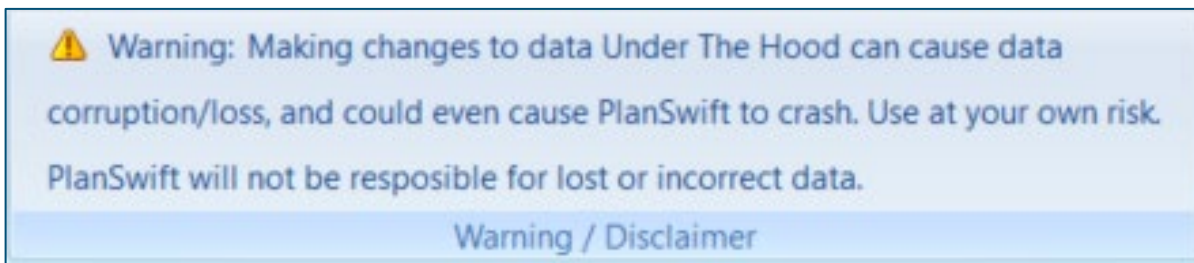 Warning: Making changes to data Under The Hood can cause data
corruption/loss, and could even cause PlanSwift to crash. Use at your own risk.
PlanSwift will not be resposible for lost or incorrect data.
Warning / Disclaimer